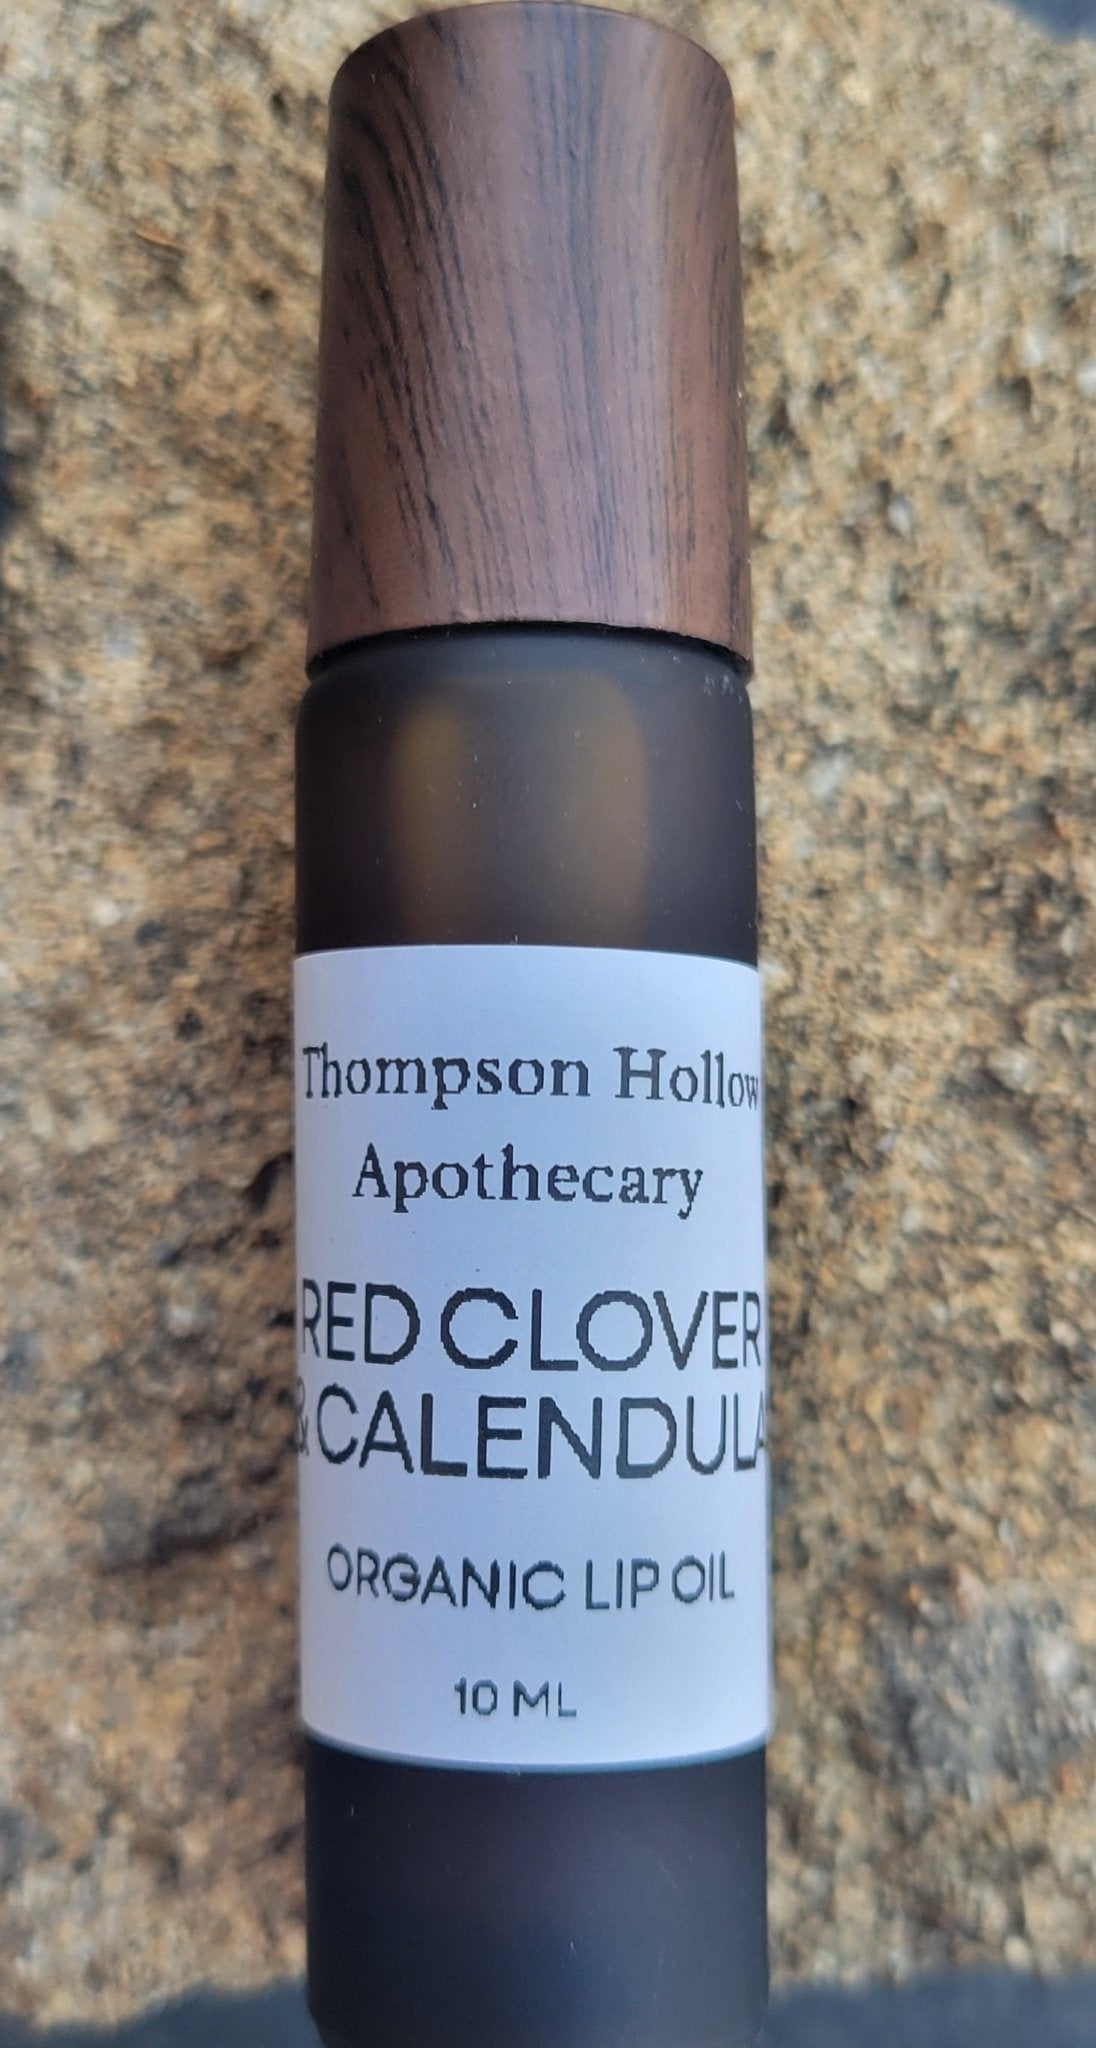 Thompson Hollow
Apothecary
RED CLOVER
& CALENDULA
ORGANIC LIP OIL
10 ML